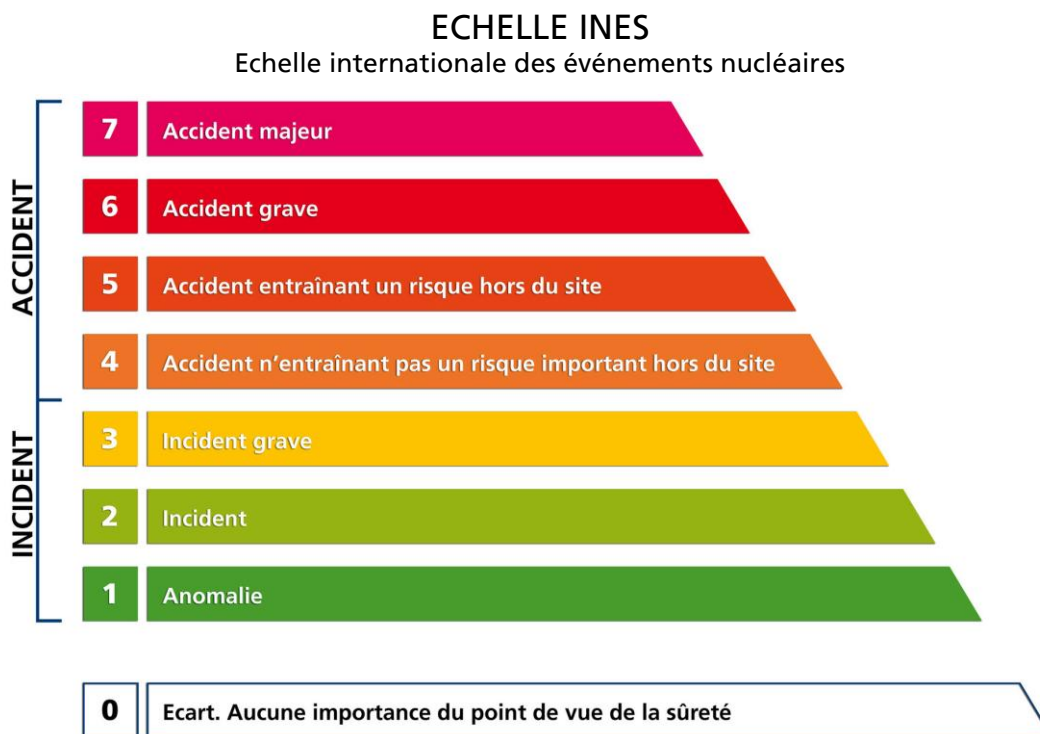 ECHELLE INES
Echelle internationale des événements nucléaires
ACCIDENT
7 Accident majeur
6 Accident grave
5 Accident entraînant un risque hors du site
4 Accident n’entraînant pas un risque important hors du site
INCIDENT
3 Incident grave
2 Incident
1 Anomalie
0 Ecart. Aucune importance du point de vue de la sûreté